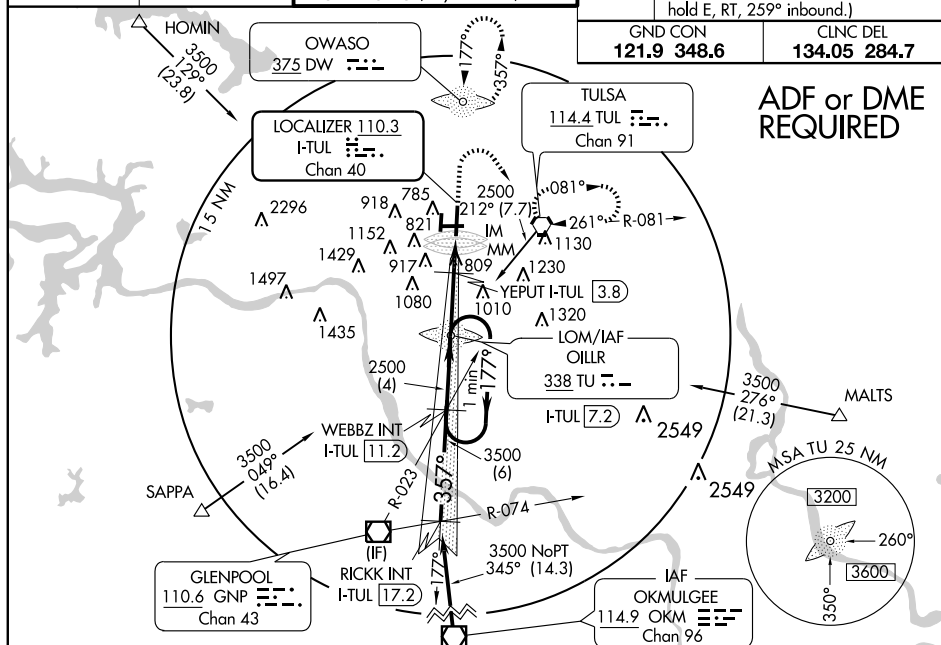 hold E, RT, 259° inbound.)
GND CON
121.9 348.6
CLNC DEL
134.05 284.7
ADF or DME
REQUIRED
HOMIN
3500
129°
(23.8)
OWASO
375 DW
177°
357°
TULSA
114.4 TUL
Chan 91
LOCALIZER 110.3
I-TUL
Chan 40
15 NM
2500
212° (7.7)
081°
261°
R-081
2296
918
785
821
1152
1429
917
1497
1080
1435
IM
MM
809
1130
1230
YEPUT I-TUL 3.8
1010
1320
LOM/IAF
OILLR
338 TU
I-TUL 7.2
2500
(4)
1 min
177°
3500
276°
(21.3)
MALTS
2549
2549
WEBBZ INT
I-TUL 11.2
3500
(6)
3500
049°
(16.4)
SAPPA
R-023
357°
R-074
MSA TU 25 NM
3200
260°
3600
350°
(IF)
RICKK INT
I-TUL 17.2
177°
3500 NoPT
345° (14.3)
GLENPOOL
110.6 GNP
Chan 43
IAF
OKMULGEE
114.9 OKM
Chan 96